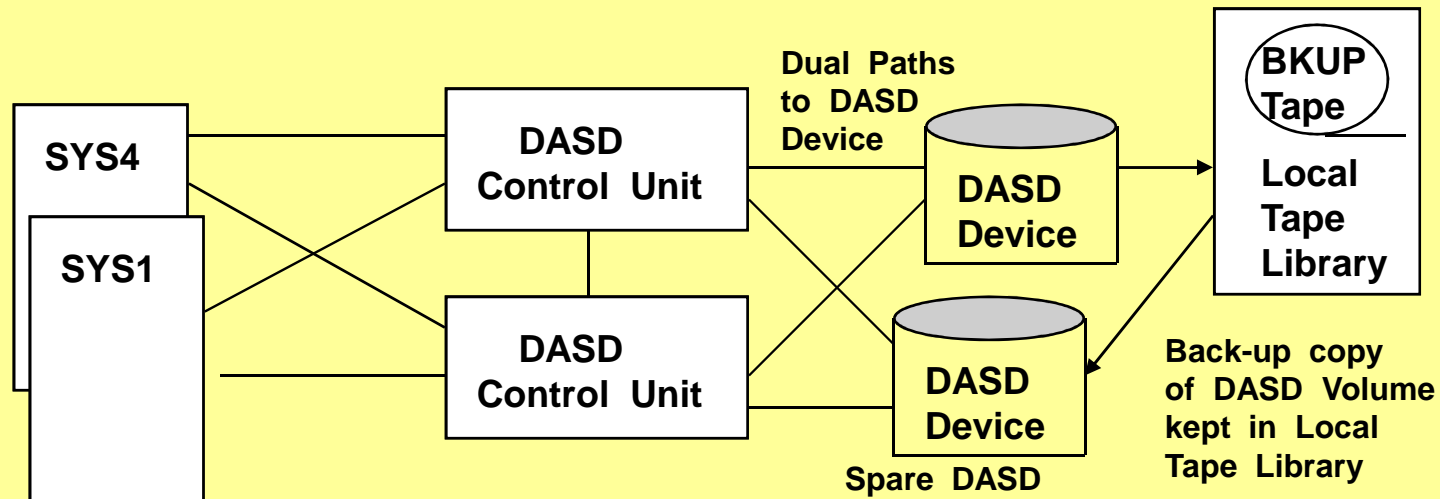 SYS4
SYS1
DASD
Control Unit
DASD
Control Unit
Dual Paths
to DASD
Device
DASD
Device
DASD
Device
Spare DASD
BKUP
Tape
Local
Tape
Library
Back-up copy
of DASD Volume
kept in Local
Tape Library